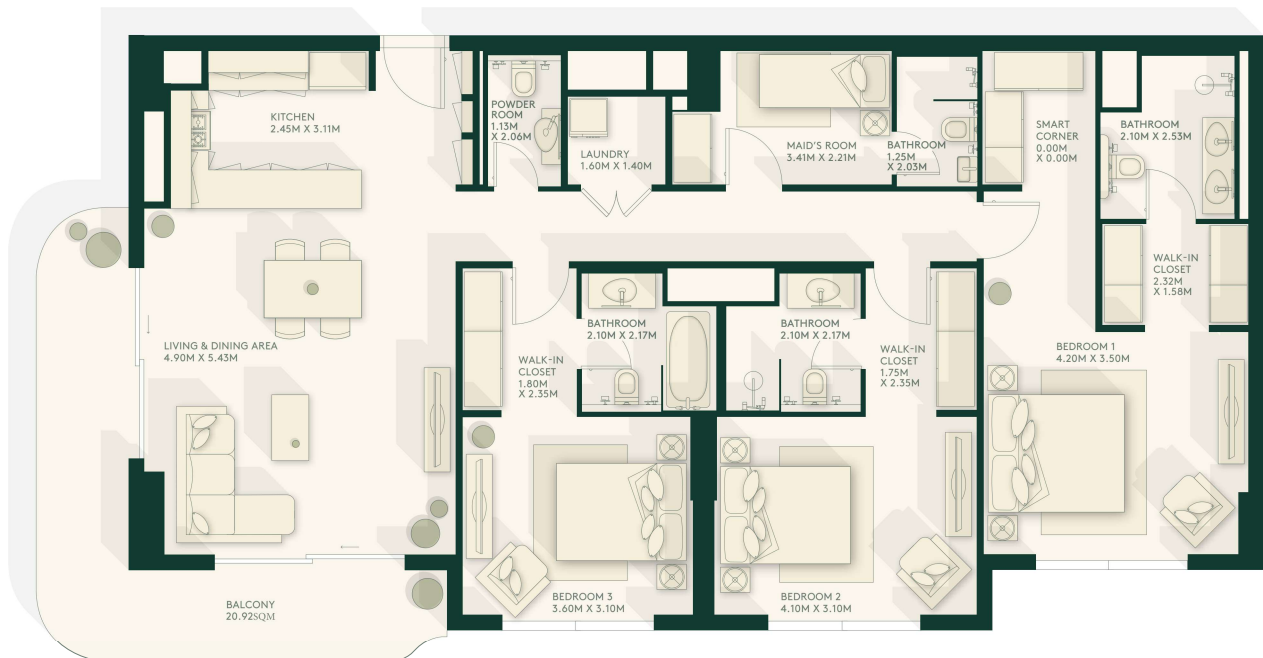 KITCHEN
2.45M X 3.11M
POWDER
ROOM
1.13M
X 2.06M
LAUNDRY
1.60M X 1.40M
MAID'S ROOM
3.41M X 2.21M
BATHROOM
1.25M
X 2.03M
SMART
CORNER
0.00M
X 0.00M
BATHROOM
2.10M X 2.53M
WALK-IN
CLOSET
2.32M
X 1.58M
LIVING & DINING AREA
4.90M X 5.43M
WALK-IN
CLOSET
1.80M
X 2.35M
BATHROOM
2.10M X 2.17M
BATHROOM
2.10M X 2.17M
WALK-IN
CLOSET
1.75M
X 2.35M
BEDROOM 1
4.20M X 3.50M
BALCONY
20.92SQM
BEDROOM 3
3.60M X 3.10M
BEDROOM 2
4.10M X 3.10M